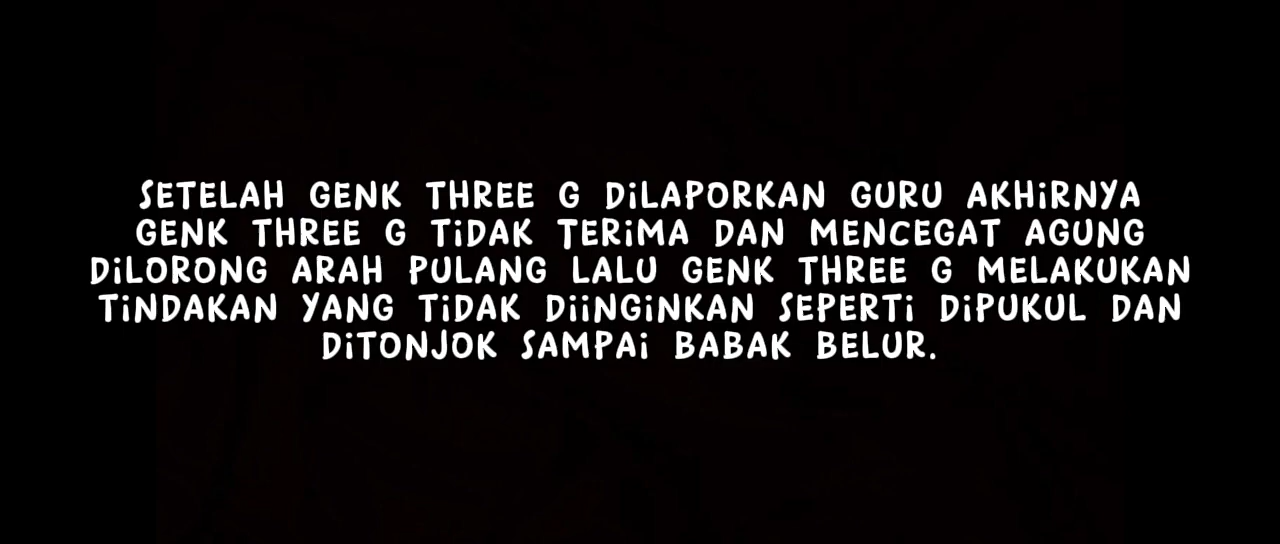 SETELAH GENK THREE G DiLAPORKAN GURU AKHiRNYA
GENK THREE G TiDAK TERiMA DAN MENCEGAT AGUNG
DiLORONG ARAH PULANG LALU GENK THREE G MELAKUKAN
TiNDAKAN YANG TiDAK DiiNGiNKAN SEPERTi DiPUKUL DAN
DiTONJOK SAMPAi BABAK BELUR.